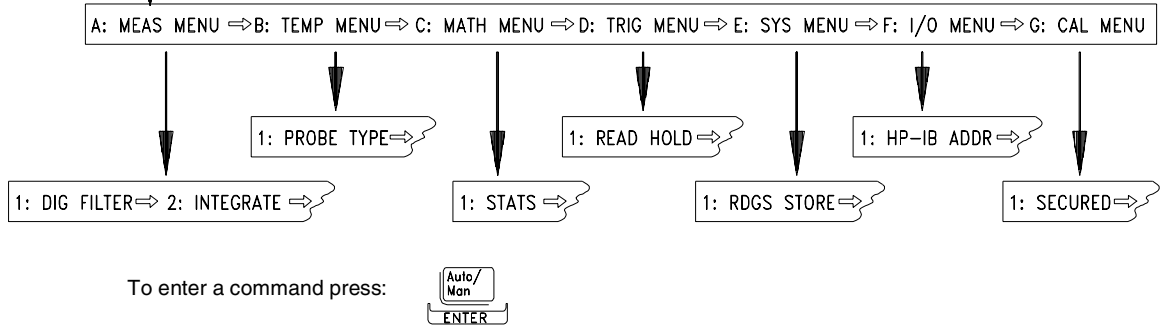 A: MEAS MENU ⇨ B: TEMP MENU ⇨ C: MATH MENU ⇨ D: TRIG MENU ⇨ E: SYS MENU ⇨ F: I/O MENU ⇨ G: CAL MENU
1: PROBE TYPE ⇨
1: READ HOLD ⇨
1: HP-IB ADDR ⇨
1: DIG FILTER ⇨ 2: INTEGRATE ⇨
1: STATS ⇨
1: RDGS STORE ⇨
1: SECURED ⇨
To enter a command press:
Auto/
Man
ENTER